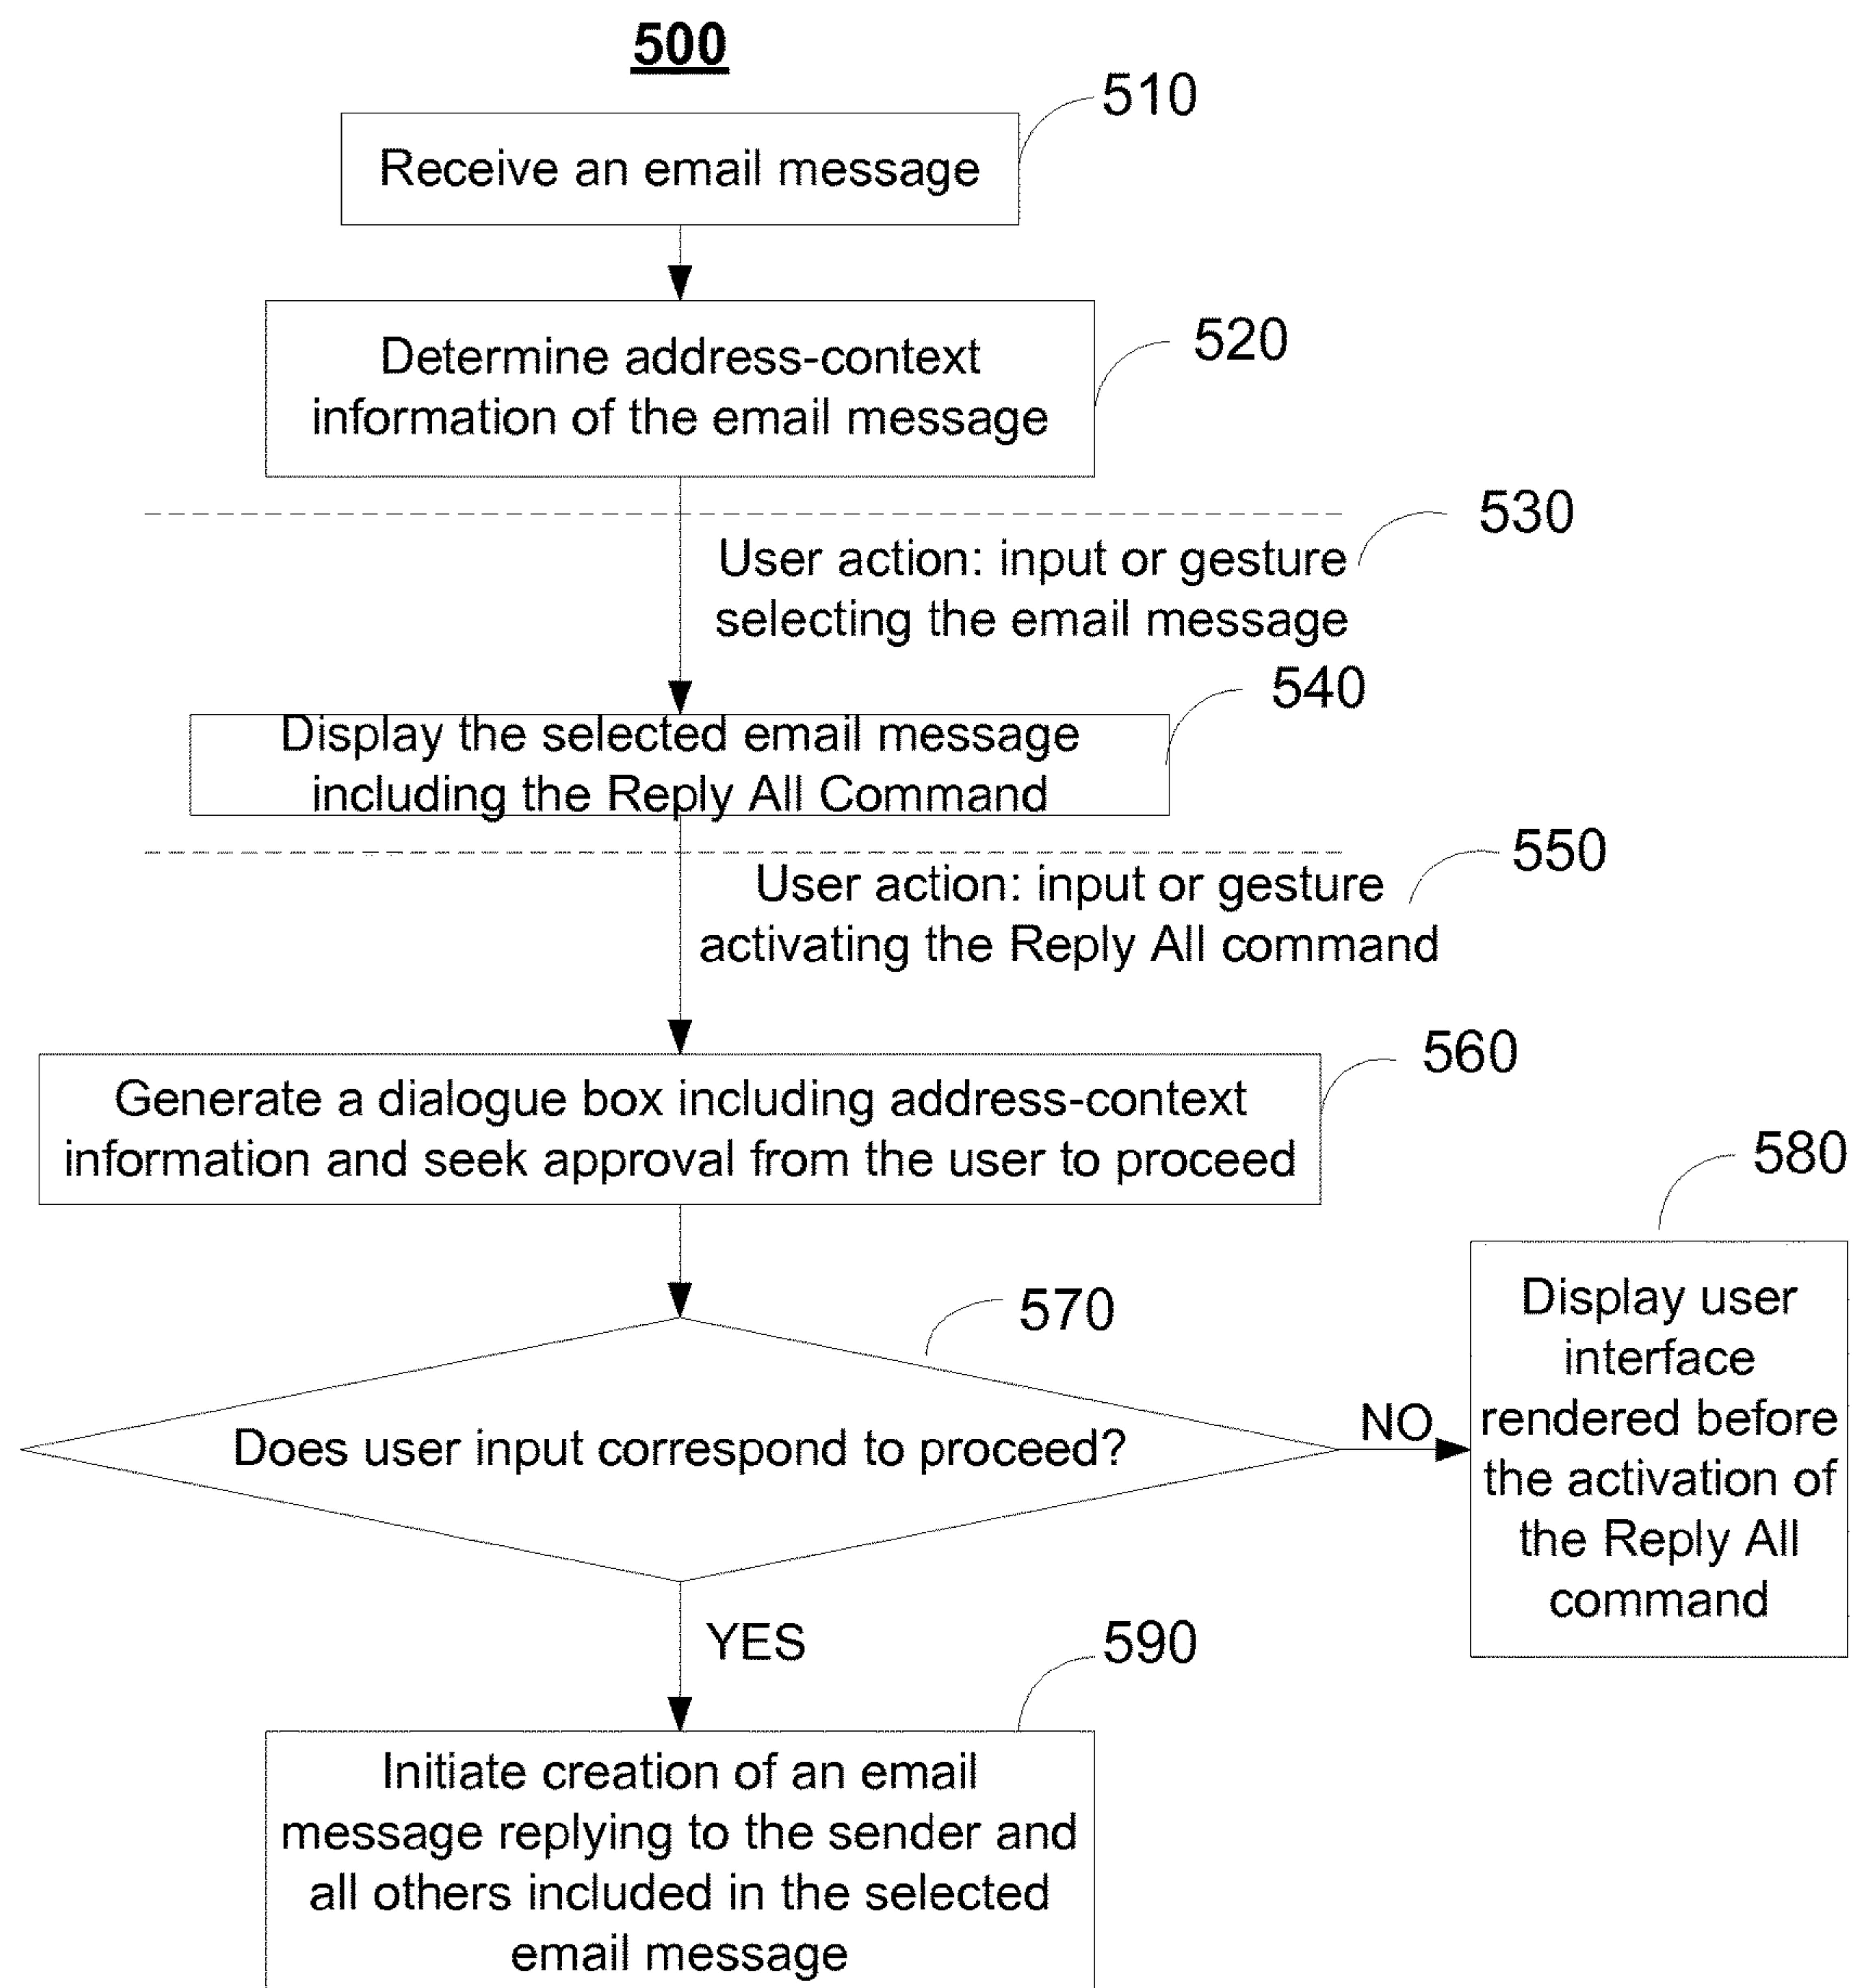 500
510
Receive an email message
520
Determine address-context
information of the email message
530
User action: input or gesture
selecting the email message
540
Display the selected email message
including the Reply All Command
550
User action: input or gesture
activating the Reply All command
560
Generate a dialogue box including address-context
information and seek approval from the user to proceed
570
Does user input correspond to proceed?
NO
580
Display user
interface
rendered before
the activation of
the Reply All
command
YES
590
Initiate creation of an email
message replying to the sender and
all others included in the selected
email message